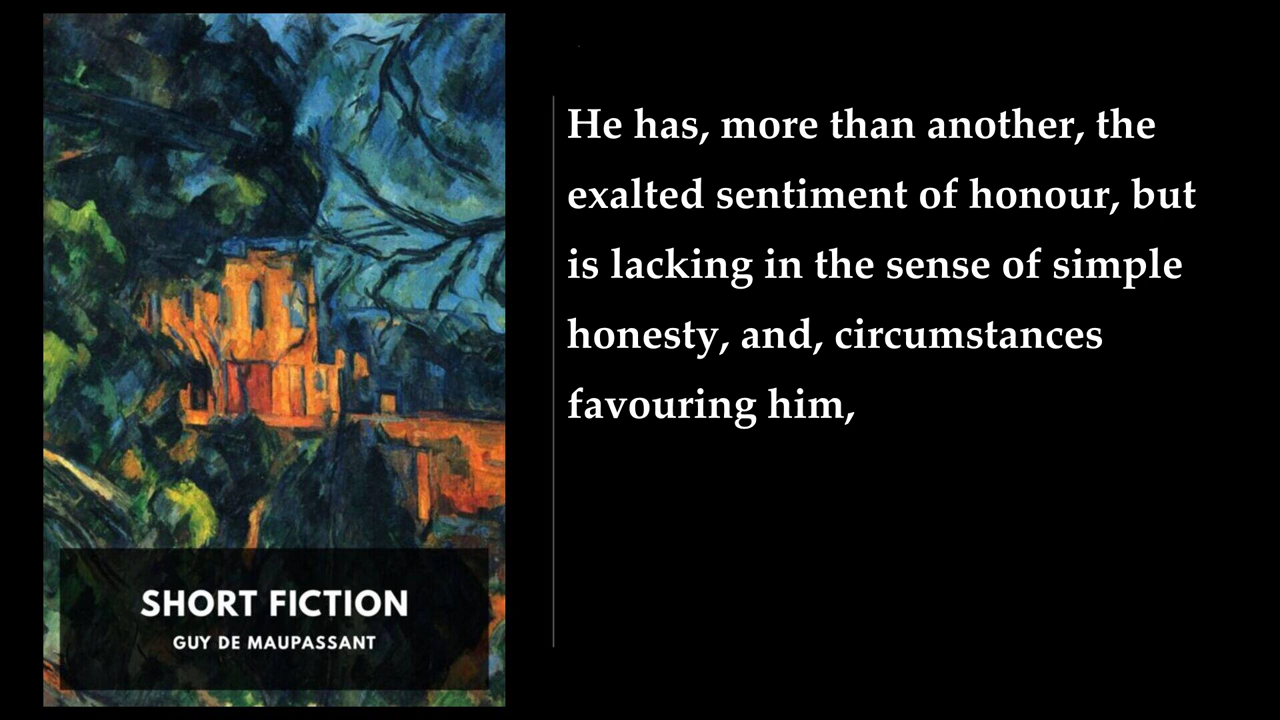 He has, more than another, the
exalted sentiment of honour, but
is lacking in the sense of simple
honesty, and, circumstances
favouring him,
SHORT FICTION
GUY DE MAUPASSANT